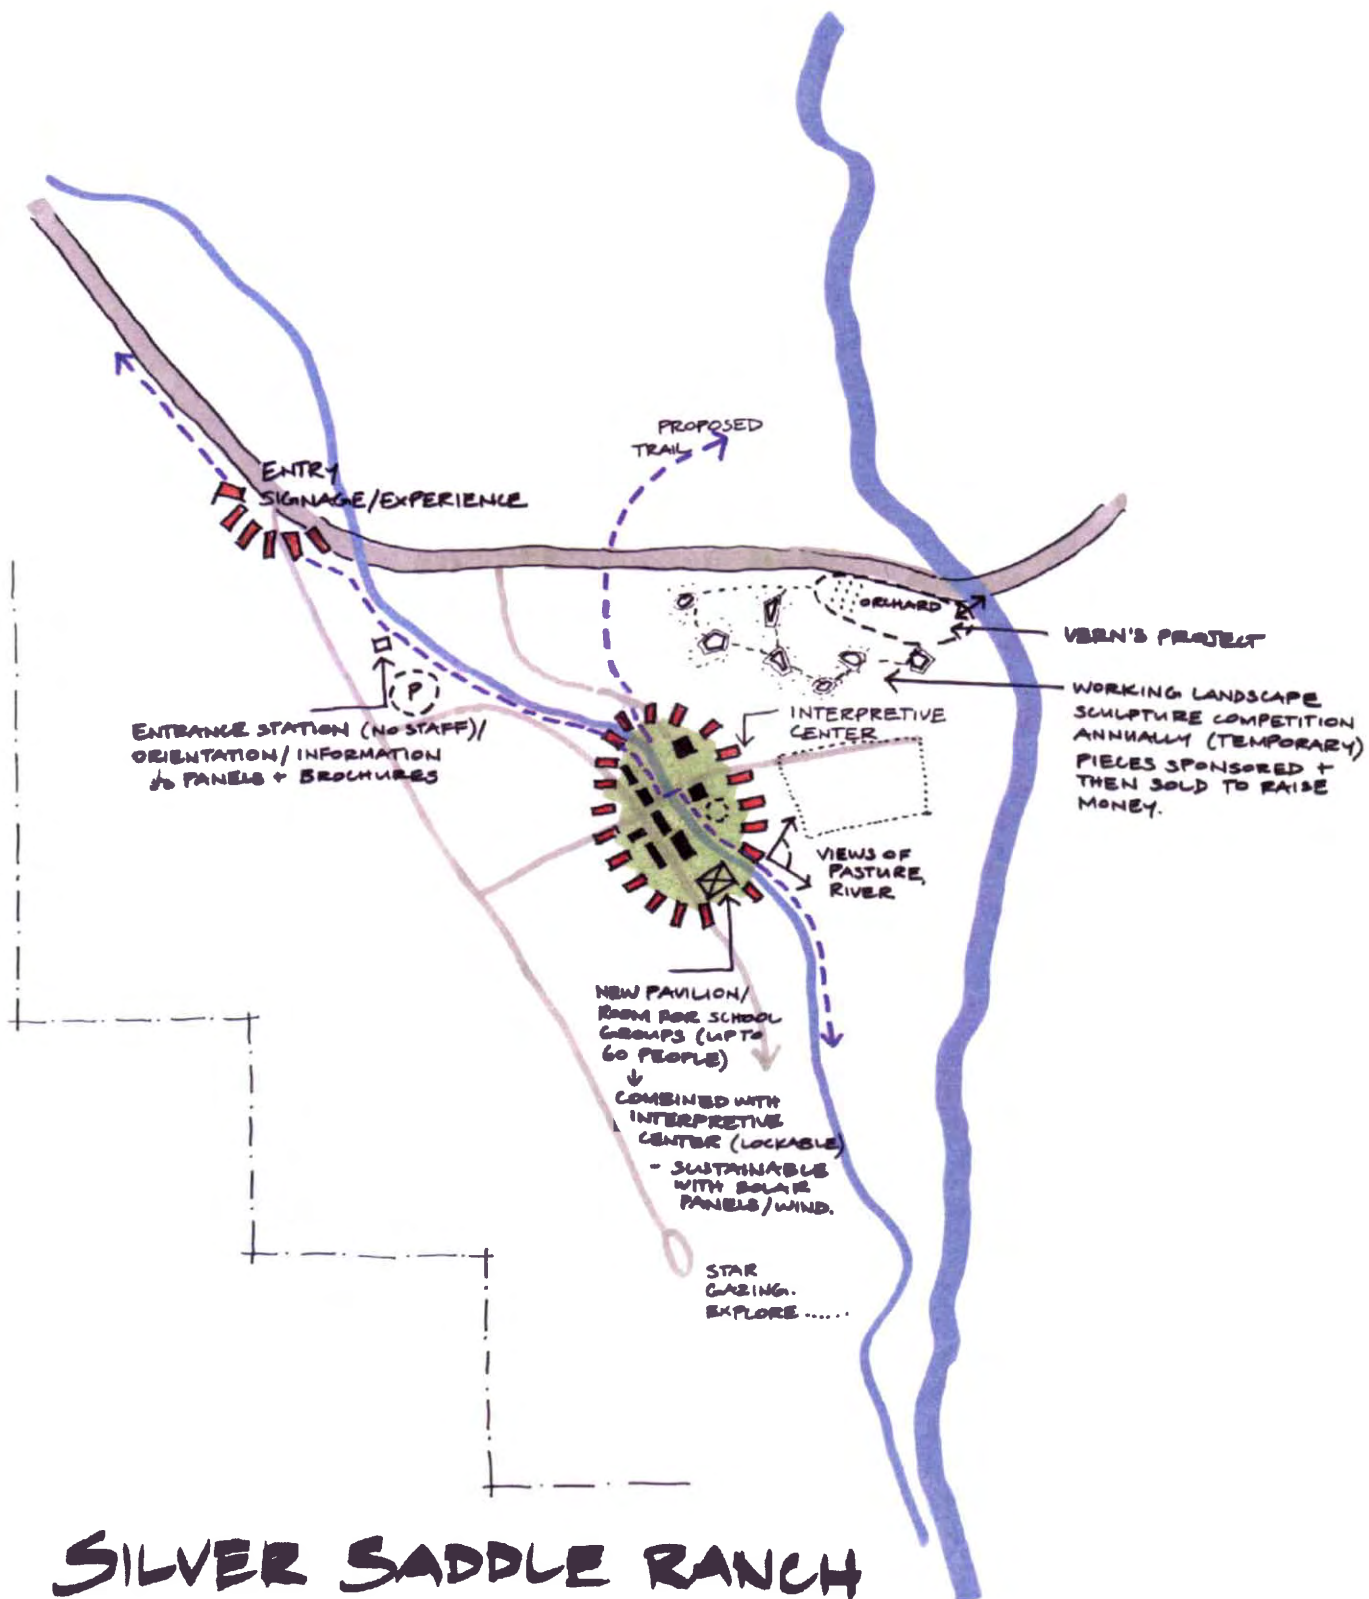 PROPOSED
TRAIL
ENTRY
SIGNAGE/EXPERIENCE
ORCHARD
VERN'S PROJECT
P
WORKING LANDSCAPE
SCULPTURE COMPETITION
ANNUALLY (TEMPORARY)
PIECES SPONSORED +
THEN SOLD TO RAISE
MONEY.
INTERPRETIVE
CENTER
ENTRANCE STATION (NO STAFF)/
ORIENTATION/INFORMATION
PANELS + BROCHURES
VIEWS OF
PASTURE,
RIVER
NEW PAVILION/
ROOM FOR SCHOOL
GROUPS (UP TO
60 PEOPLE)
COMBINED WITH
INTERPRETIVE
CENTER (LOCKABLE)
- SUSTAINABLE
WITH SOLAR
PANELS/WIND.
STAR
GAZING.
EXPLORE ......
SILVER SADDLE RANCH